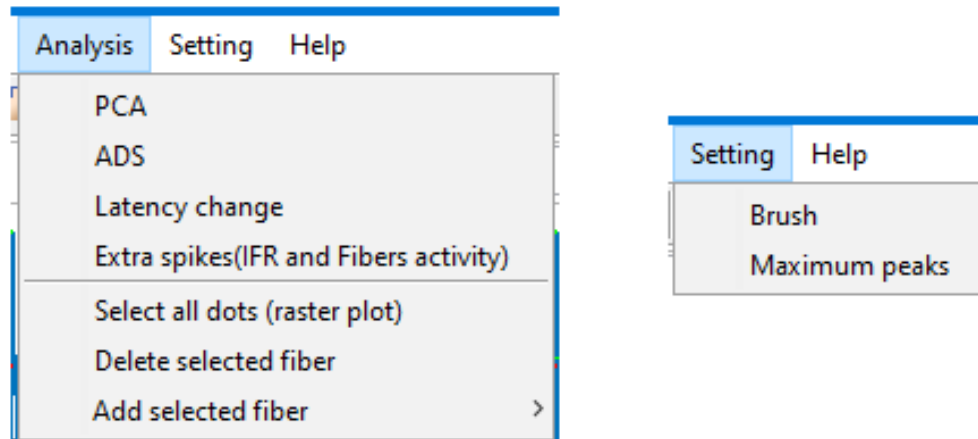 Analysis Setting Help
PCA
ADS
Latency change
Extra spikes(IFR and Fibers activity)
Select all dots (raster plot)
Delete selected fiber
Add selected fiber
Setting Help
Brush
Maximum peaks